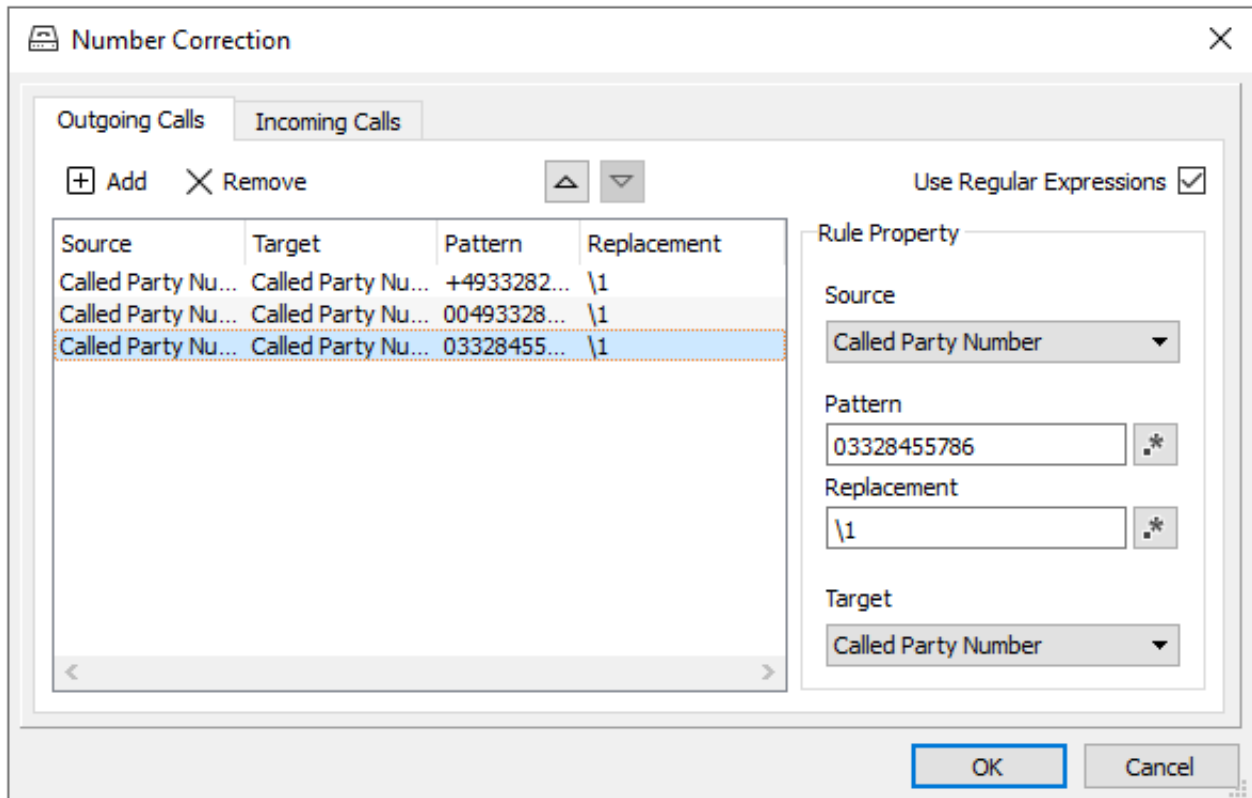 Number Correction
Outgoing Calls Incoming Calls
Add Remove Use Regular Expressions
Source Target Pattern Replacement
Called Party Nu... Called Party Nu... +4933282... \1
Called Party Nu... Called Party Nu... 00493328... \1
Called Party Nu... Called Party Nu... 03328455... \1
Rule Property
Source
Called Party Number
Pattern
03328455786 .*
Replacement
\1 .*
Target
Called Party Number
OK Cancel